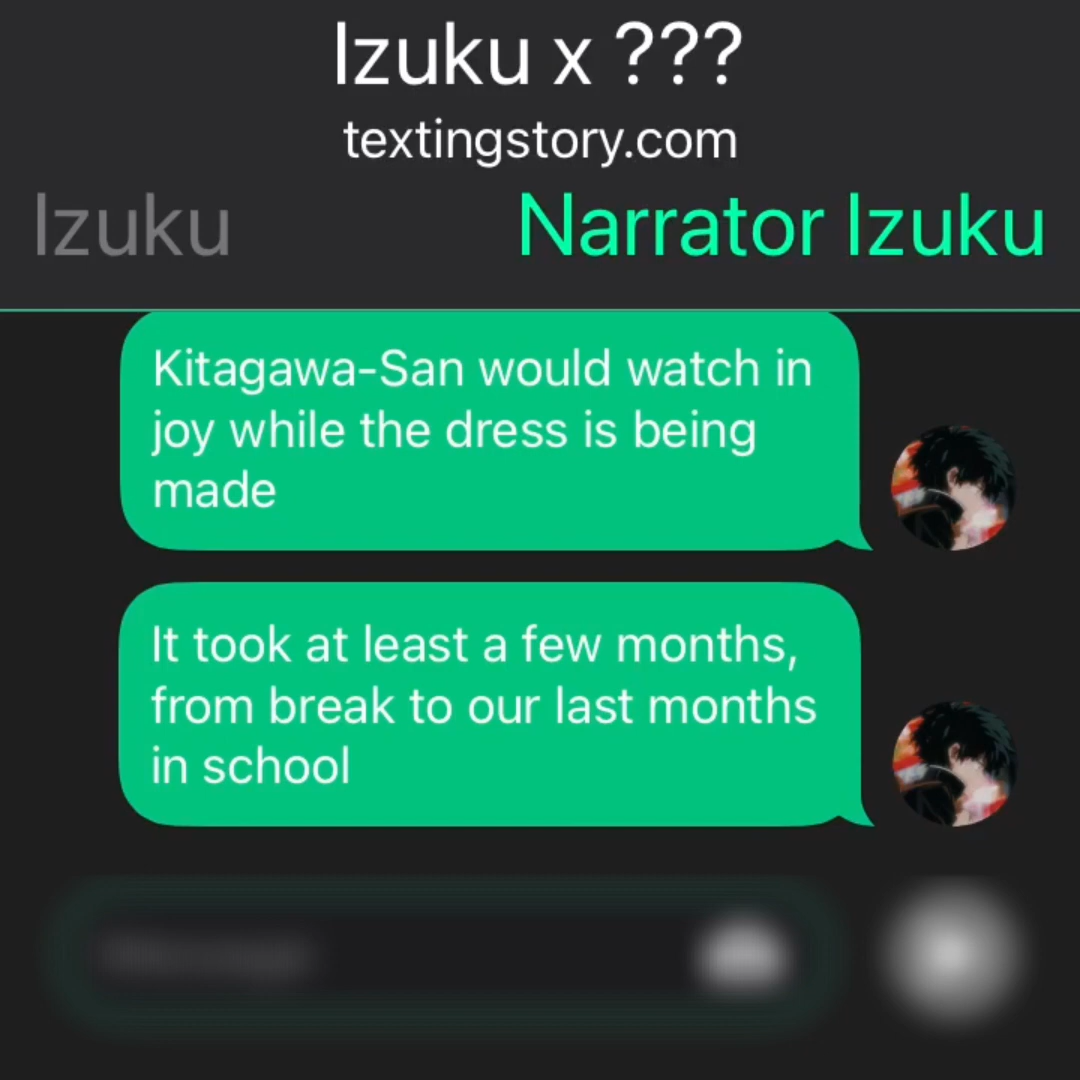 Izuku x ???
textingstory.com
Izuku Narrator Izuku
Kitagawa-San would watch in
joy while the dress is being
made
It took at least a few months,
from break to our last months
in school